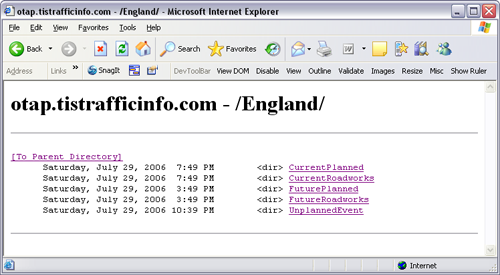 otap.tistrafficinfo.com - /England/ - Microsoft Internet Explorer
File Edit View Favorites Tools Help
Back Search Favorites
Address Links » SnagIt DevToolBar View DOM Disable View Outline Validate Images Resize Misc Show Ruler
otap.tistrafficinfo.com - /England/
[To Parent Directory]
Saturday, July 29, 2006 7:49 PM <dir> CurrentPlanned
Saturday, July 29, 2006 7:49 PM <dir> CurrentRoadworks
Saturday, July 29, 2006 3:49 PM <dir> FuturePlanned
Saturday, July 29, 2006 3:49 PM <dir> FutureRoadworks
Saturday, July 29, 2006 10:39 PM <dir> UnplannedEvent
Internet